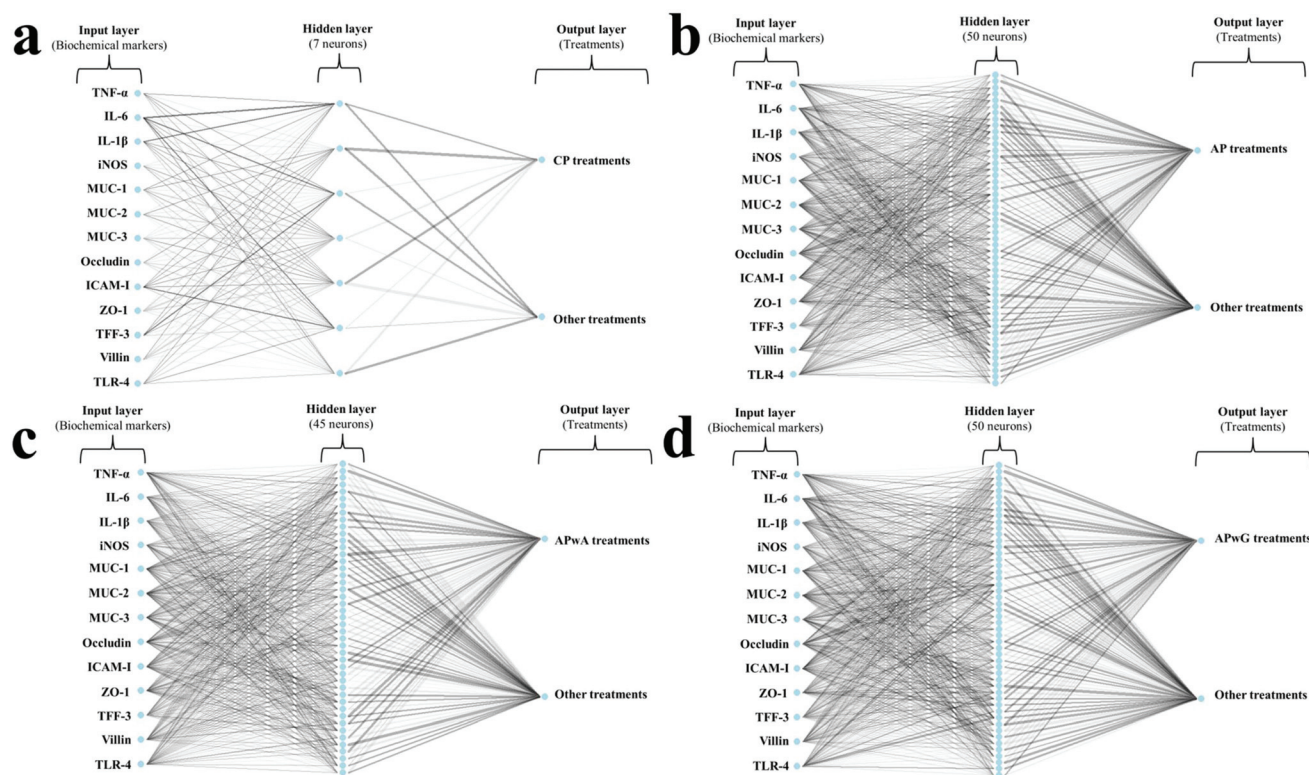 a
Input layer
(Biochemical markers)
Hidden layer
(7 neurons)
Output layer
(Treatments)
TNF-α
IL-6
IL-1β
iNOS
MUC-1
MUC-2
MUC-3
Occludin
ICAM-I
ZO-1
TFF-3
Villin
TLR-4
CP treatments
Other treatments
b
Input layer
(Biochemical markers)
Hidden layer
(50 neurons)
Output layer
(Treatments)
TNF-α
IL-6
IL-1β
iNOS
MUC-1
MUC-2
MUC-3
Occludin
ICAM-I
ZO-1
TFF-3
Villin
TLR-4
AP treatments
Other treatments
c
Input layer
(Biochemical markers)
Hidden layer
(45 neurons)
Output layer
(Treatments)
TNF-α
IL-6
IL-1β
iNOS
MUC-1
MUC-2
MUC-3
Occludin
ICAM-I
ZO-1
TFF-3
Villin
TLR-4
APwA treatments
Other treatments
d
Input layer
(Biochemical markers)
Hidden layer
(50 neurons)
Output layer
(Treatments)
TNF-α
IL-6
IL-1β
iNOS
MUC-1
MUC-2
MUC-3
Occludin
ICAM-I
ZO-1
TFF-3
Villin
TLR-4
APwG treatments
Other treatments